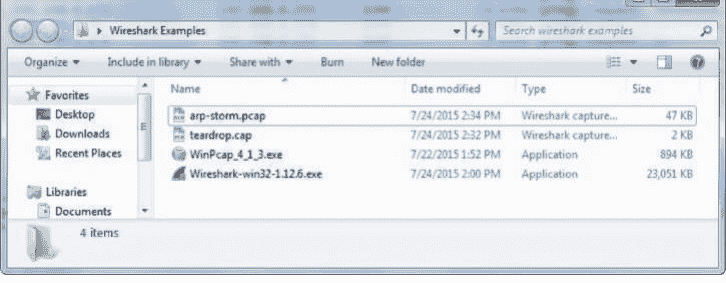 Wireshark Examples
Search wireshark examples
Organize Include in library Share with Burn New folder
Favorites
Desktop
Downloads
Recent Places
Libraries
Documents
Name Date modified Type Size
arp-storm.pcap 7/24/2015 2:34 PM Wireshark capture... 47 KB
teardrop.cap 7/24/2015 2:32 PM Wireshark capture... 2 KB
WinPcap_4_1_3.exe 7/22/2015 1:52 PM Application 894 KB
Wireshark-win32-1.12.6.exe 7/24/2015 2:00 PM Application 23,051 KB
4 items